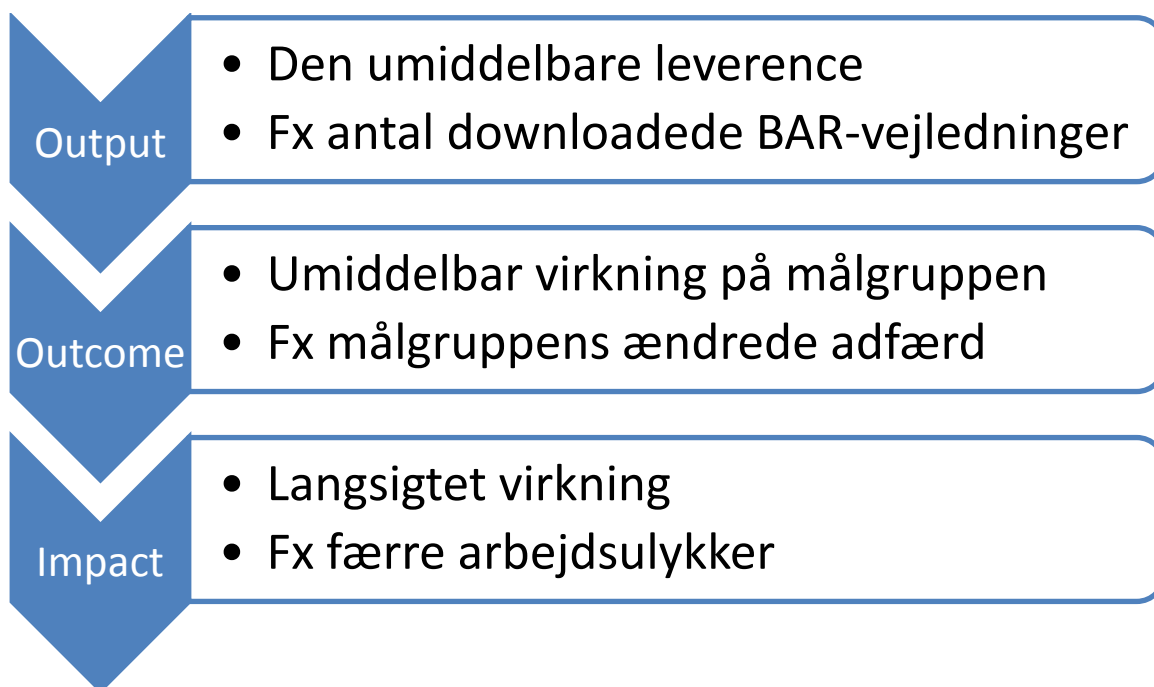 Output
• Den umiddelbare leverence
• Fx antal downloadede BAR-vejledninger
Outcome
• Umiddelbar virkning på målgruppen
• Fx målgruppens ændrede adfærd
Impact
• Langsigtet virkning
• Fx færre arbejdsulykker